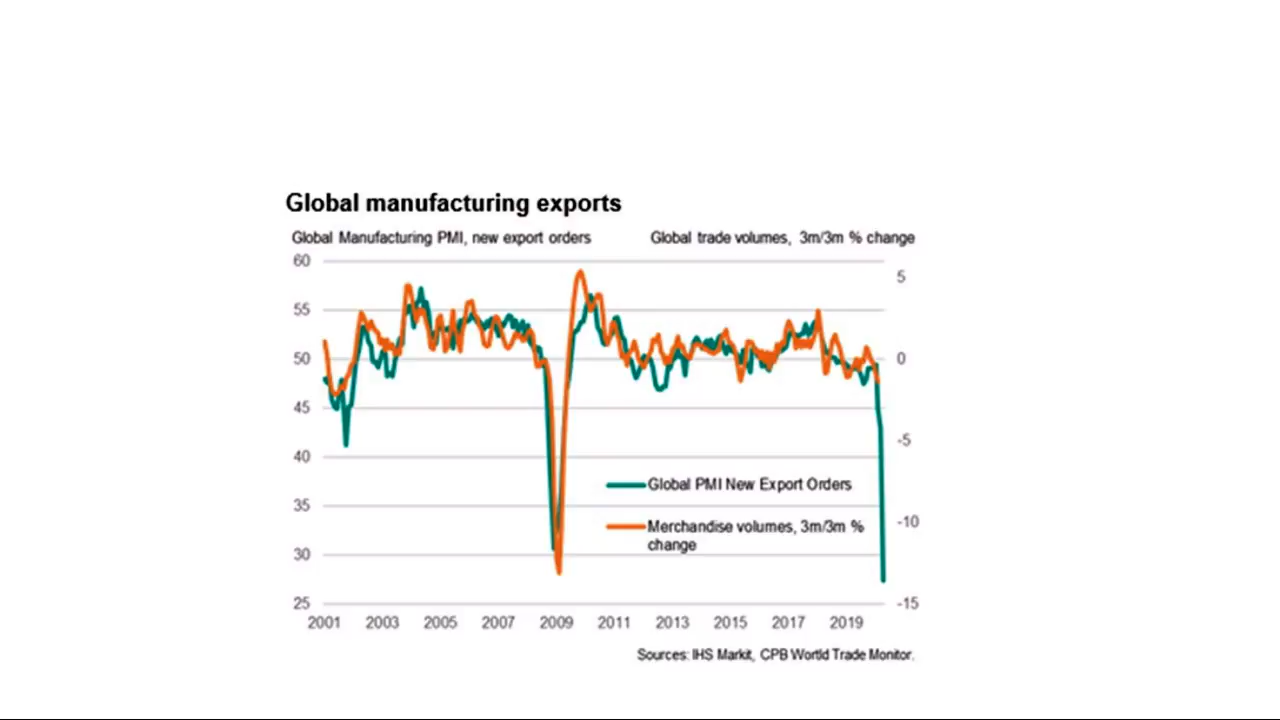 Global manufacturing exports
Global Manufacturing PMI, new export orders
Global trade volumes, 3m/3m % change
60
55
50
45
40
35
30
25
5
0
-5
-10
-15
Global PMI New Export Orders
Merchandise volumes, 3m/3m %
change
2001 2003 2005 2007 2009 2011 2013 2015 2017 2019
Sources: IHS Markit, CPB Wortld Trade Monitor.